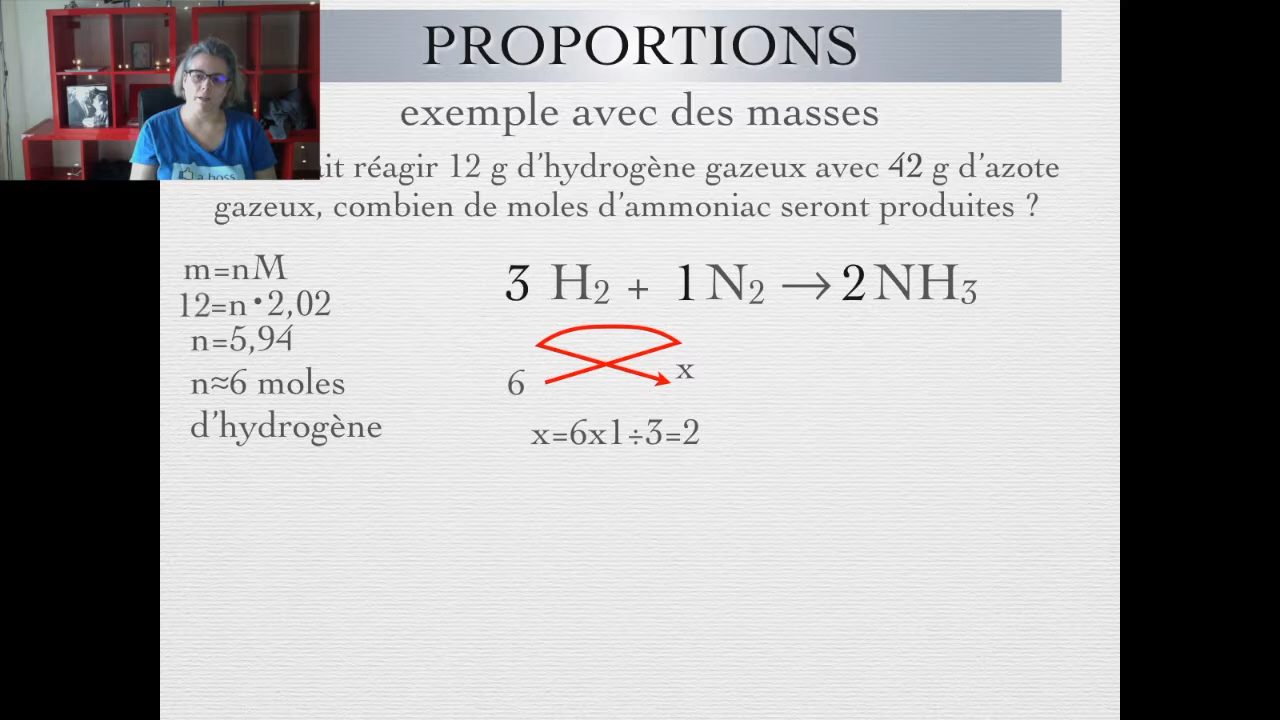 PROPORTIONS
exemple avec des masses
ait réagir 12 g d’hydrogène gazeux avec 42 g d’azote
gazeux, combien de moles d’ammoniac seront produites ?
m=nM
12=n•2,02
n=5,94
n≈6 moles
d’hydrogène
3 H₂ + 1 N₂ → 2 NH₃
6 x
x=6x1÷3=2
a boss